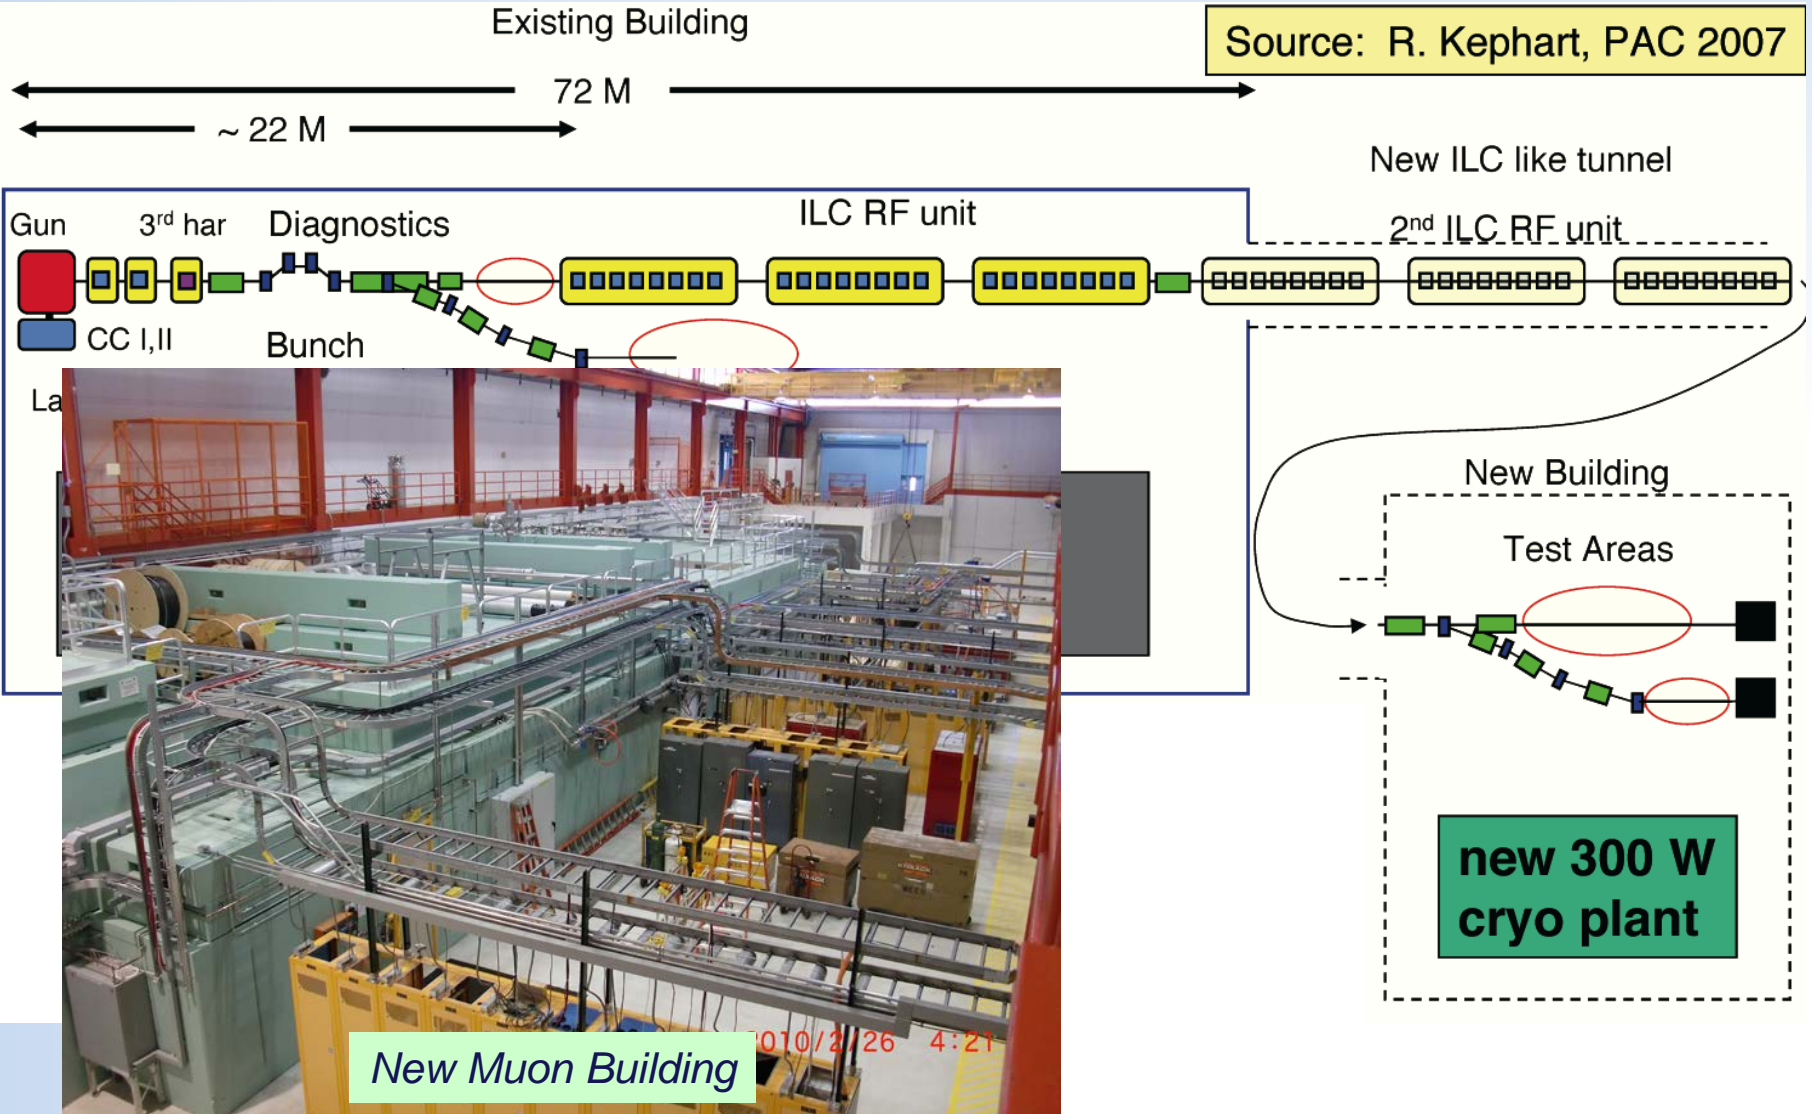 Existing Building
Source: R. Kephart, PAC 2007
72 M
~ 22 M
New ILC like tunnel
Gun
3rd har
Diagnostics
ILC RF unit
2nd ILC RF unit
CC I,II
Bunch
La
New Building
Test Areas
new 300 W
cryo plant
2010/2/26 4:21
New Muon Building